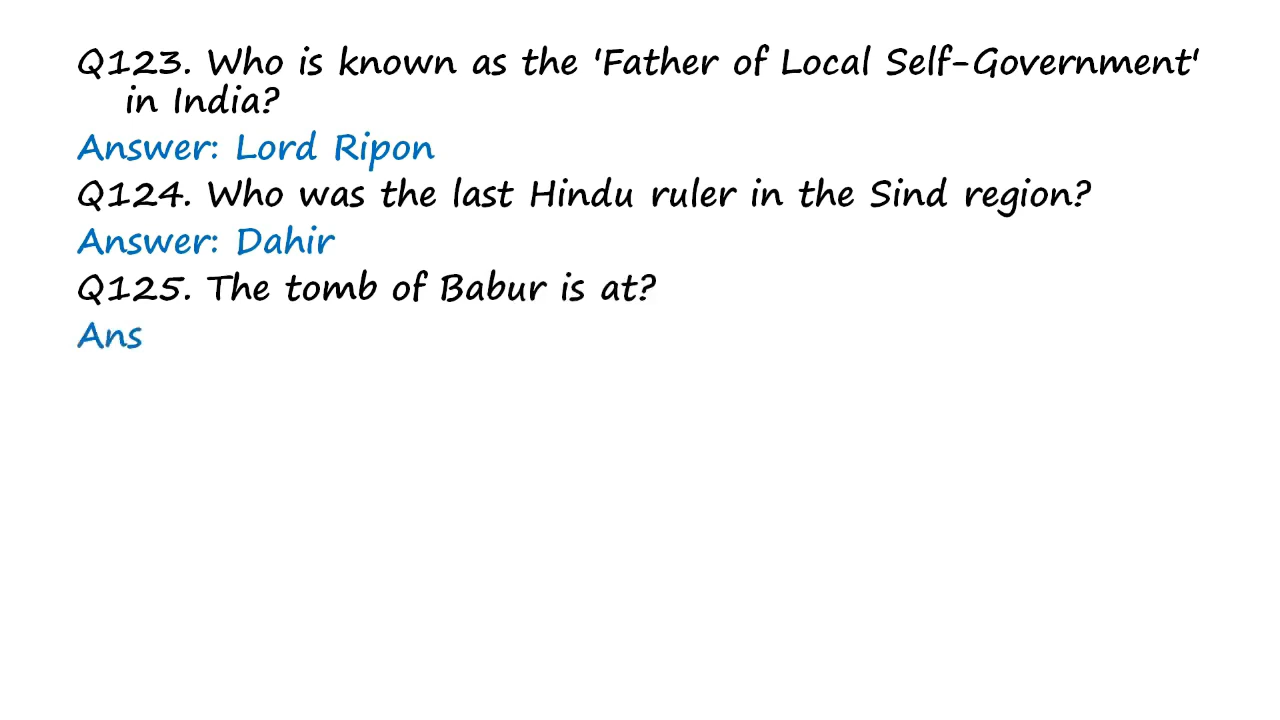 Q123. Who is known as the 'Father of Local Self-Government'
in India?
Answer: Lord Ripon
Q124. Who was the last Hindu ruler in the Sind region?
Answer: Dahir
Q125. The tomb of Babur is at?
Ans